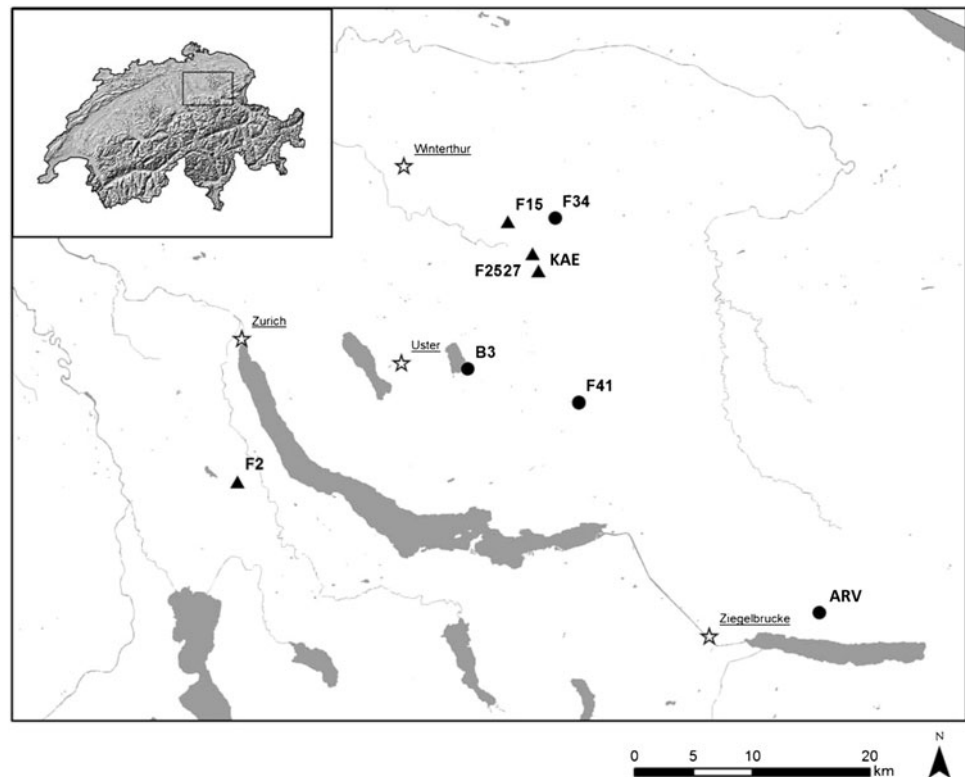 Winterthur
F15
F34
F2527
KAE
Zurich
Uster
B3
F41
F2
ARV
Ziegelbrucke
N
0 5 10 20
km